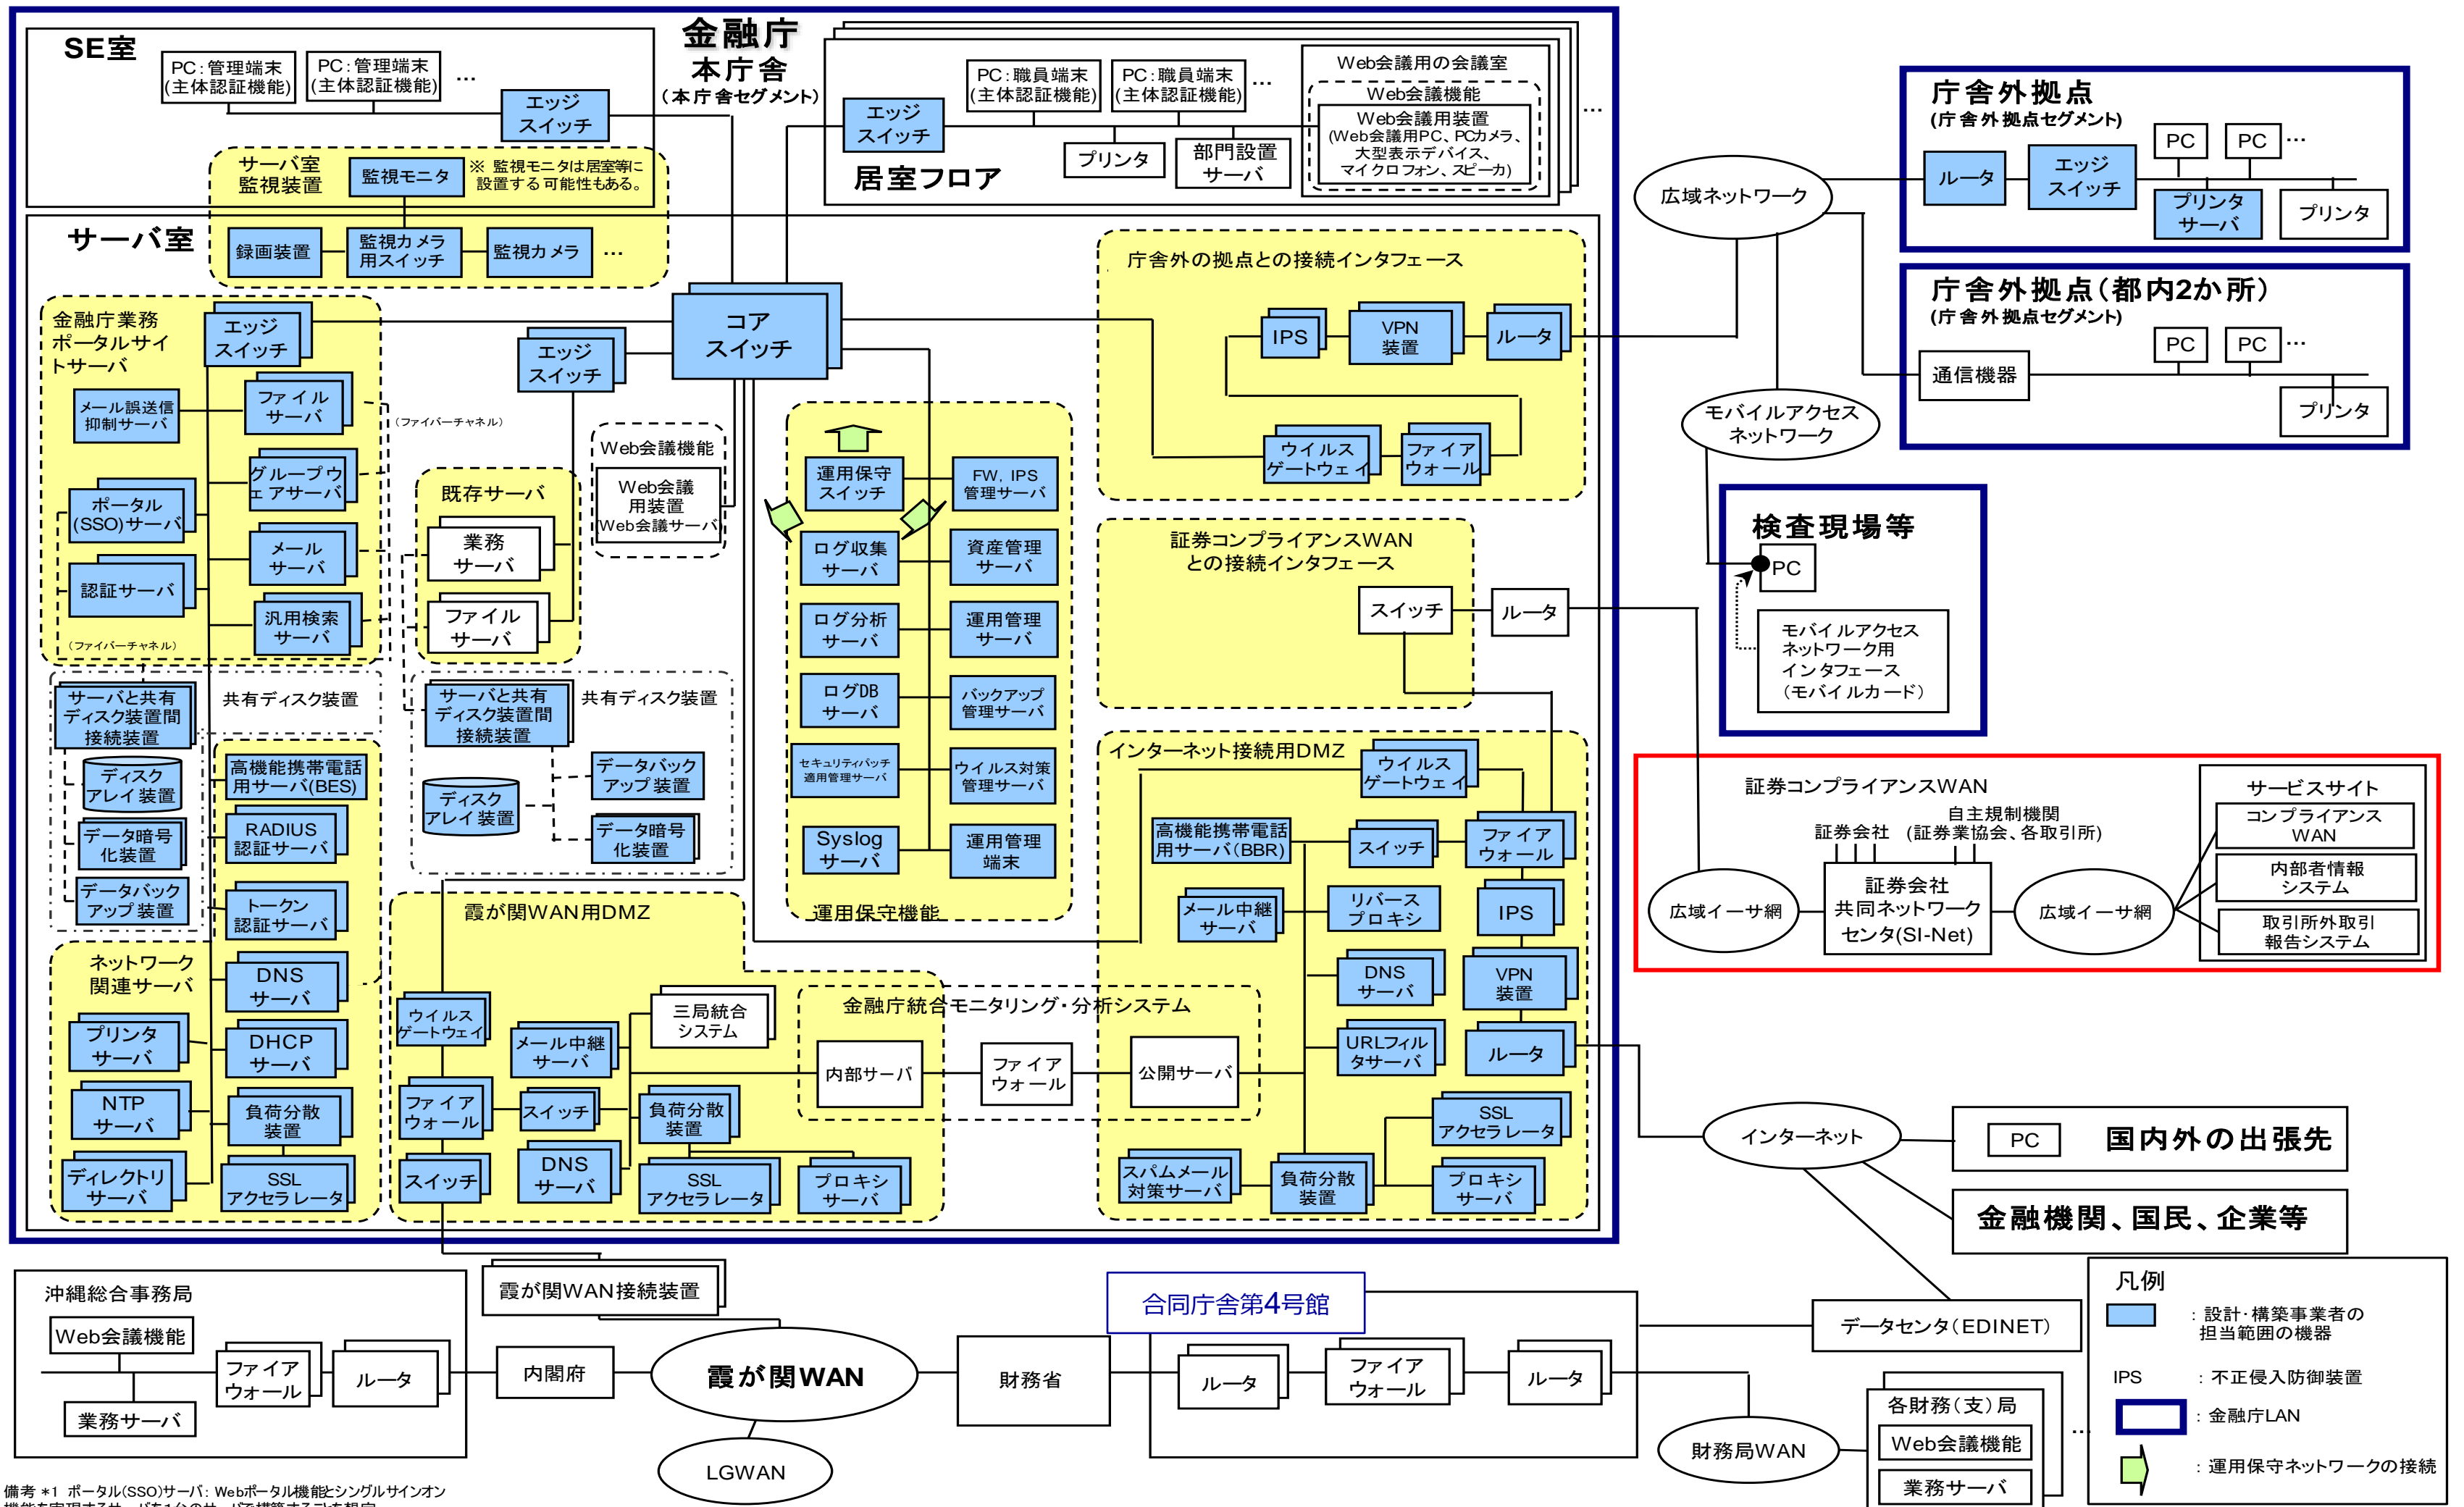 金融庁
本庁舎
(本庁舎セグメント)
SE室
PC:管理端末
(主体認証機能)
PC:管理端末
(主体認証機能)
…
エッジ
スイッチ
サーバ室
監視装置
監視モニタ
※ 監視モニタは居室等に
設置する可能性もある。
録画装置
監視カメラ
用スイッチ
監視カメラ
…
エッジ
スイッチ
居室フロア
PC:職員端末
(主体認証機能)
PC:職員端末
(主体認証機能)
…
プリンタ
部門設置
サーバ
Web会議用の会議室
Web会議機能
Web会議用装置
(Web会議用PC、PCカメラ、
大型表示デバイス、
マイクロフォン、スピーカ)
…
サーバ室
金融庁業務
ポータルサイ
トサーバ
エッジ
スイッチ
メール誤送信
抑制サーバ
ファイル
サーバ
(ファイバーチャネル)
グループウ
ェアサーバ
ポータル
(SSO)サーバ
メール
サーバ
認証サーバ
汎用検索
サーバ
(ファイバーチャネル)
エッジ
スイッチ
コア
スイッチ
既存サーバ
業務
サーバ
ファイル
サーバ
Web会議機能
Web会議
用装置
(Web会議サーバ)
サーバと共有
ディスク装置間
接続装置
共有ディスク装置
ディスク
アレイ装置
データ暗号
化装置
データバック
アップ装置
サーバと共有
ディスク装置間
接続装置
共有ディスク装置
ディスク
アレイ装置
データバック
アップ装置
データ暗号
化装置
高機能携帯電話
用サーバ(BES)
RADIUS
認証サーバ
トークン
認証サーバ
ネットワーク
関連サーバ
DNS
サーバ
プリンタ
サーバ
DHCP
サーバ
NTP
サーバ
負荷分散
装置
ディレクトリ
サーバ
SSL
アクセラレータ
運用保守
スイッチ
FW, IPS
管理サーバ
ログ収集
サーバ
資産管理
サーバ
ログ分析
サーバ
運用管理
サーバ
ログDB
サーバ
バックアップ
管理サーバ
セキュリティパッチ
適用管理サーバ
ウイルス対策
管理サーバ
Syslog
サーバ
運用管理
端末
運用保守機能
庁舎外の拠点との接続インタフェース
IPS
VPN
装置
ルータ
ウイルス
ゲートウェイ
ファイア
ウォール
証券コンプライアンスWAN
との接続インタフェース
スイッチ
ルータ
インターネット接続用DMZ
ウイルス
ゲートウェイ
高機能携帯電話
用サーバ(BBR)
スイッチ
ファイア
ウォール
メール中継
サーバ
リバース
プロキシ
IPS
DNS
サーバ
VPN
装置
URLフィル
タサーバ
ルータ
SSL
アクセラレータ
スパムメール
対策サーバ
負荷分散
装置
プロキシ
サーバ
霞が関WAN用DMZ
ウイルス
ゲートウェイ
メール中継
サーバ
三局統合
システム
ファイア
ウォール
スイッチ
負荷分散
装置
スイッチ
DNS
サーバ
SSL
アクセラレータ
プロキシ
サーバ
金融庁統合モニタリング・分析システム
内部サーバ
ファイア
ウォール
公開サーバ
広域ネットワーク
モバイルアクセス
ネットワーク
庁舎外拠点
(庁舎外拠点セグメント)
ルータ
エッジ
スイッチ
PC
PC
…
プリンタ
サーバ
プリンタ
庁舎外拠点(都内2か所)
(庁舎外拠点セグメント)
通信機器
PC
PC
…
プリンタ
検査現場等
PC
モバイルアクセス
ネットワーク用
インタフェース
(モバイルカード)
証券コンプライアンスWAN
証券会社
自主規制機関
(証券業協会、各取引所)
広域イーサ網
証券会社
共同ネットワーク
センタ(SI-Net)
広域イーサ網
サービスサイト
コンプライアンス
WAN
内部者情報
システム
取引所外取引
報告システム
インターネット
PC
国内外の出張先
金融機関、国民、企業等
データセンタ(EDINET)
沖縄総合事務局
Web会議機能
業務サーバ
ファイア
ウォール
ルータ
内閣府
霞が関WAN接続装置
霞が関WAN
LGWAN
財務省
合同庁舎第4号館
ルータ
ファイア
ウォール
ルータ
財務局WAN
各財務(支)局
Web会議機能
業務サーバ
…
凡例
:設計・構築事業者の
担当範囲の機器
IPS
:不正侵入防御装置
:金融庁LAN
:運用保守ネットワークの接続
備考 *1 ポータル(SSO)サーバ: Webポータル機能とシングルサインオン